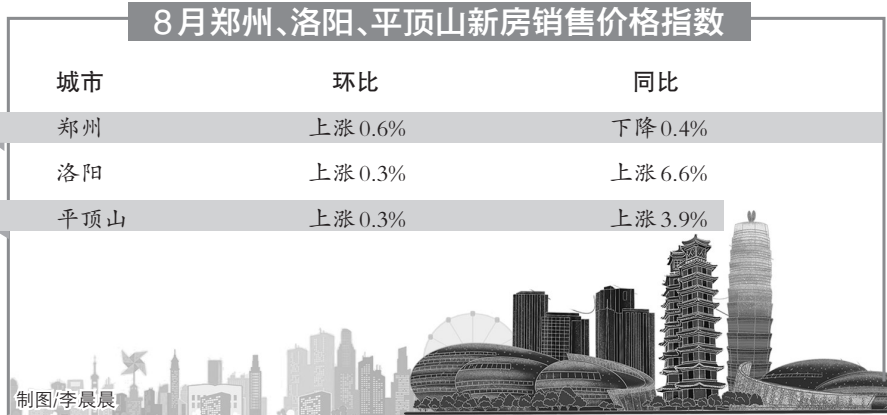 8月郑州、洛阳、平顶山新房销售价格指数
城市 环比 同比
郑州 上涨0.6% 下降0.4%
洛阳 上涨0.3% 上涨6.6%
平顶山 上涨0.3% 上涨3.9%
制图/李晨晨